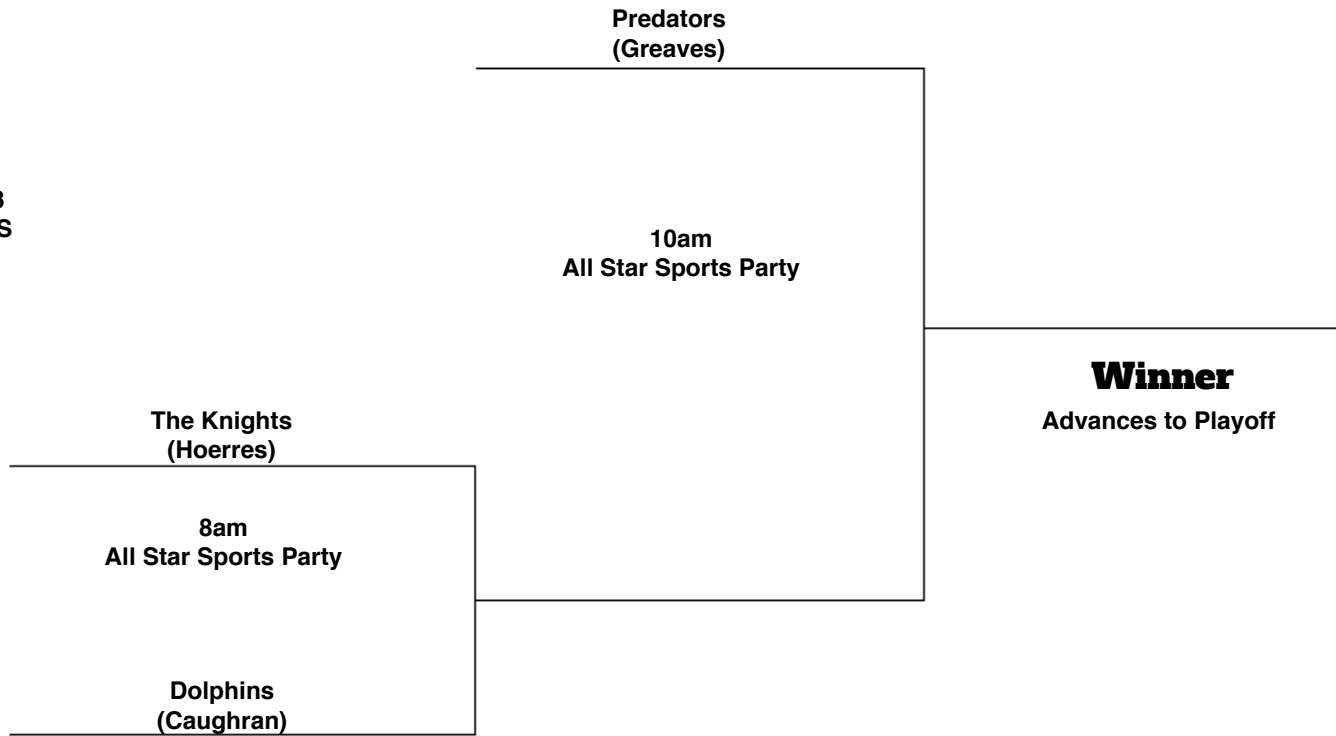 Predators
(Greaves)
10am
All Star Sports Party
Winner
Advances to Playoff
The Knights
(Hoerres)
8am
All Star Sports Party
Dolphins
(Caughran)